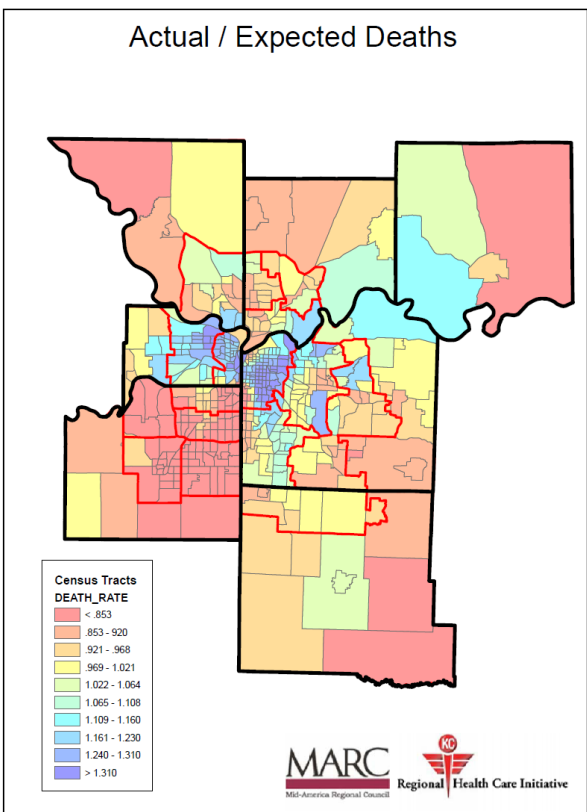 Actual / Expected Deaths
Census Tracts
DEATH_RATE
< .853
.853 - 920
.921 - .968
.969 - 1.021
1.022 - 1.064
1.065 - 1.108
1.109 - 1.160
1.161 - 1.230
1.240 - 1.310
> 1.310
MARC
Mid-America Regional Council
KC
Regional Health Care Initiative